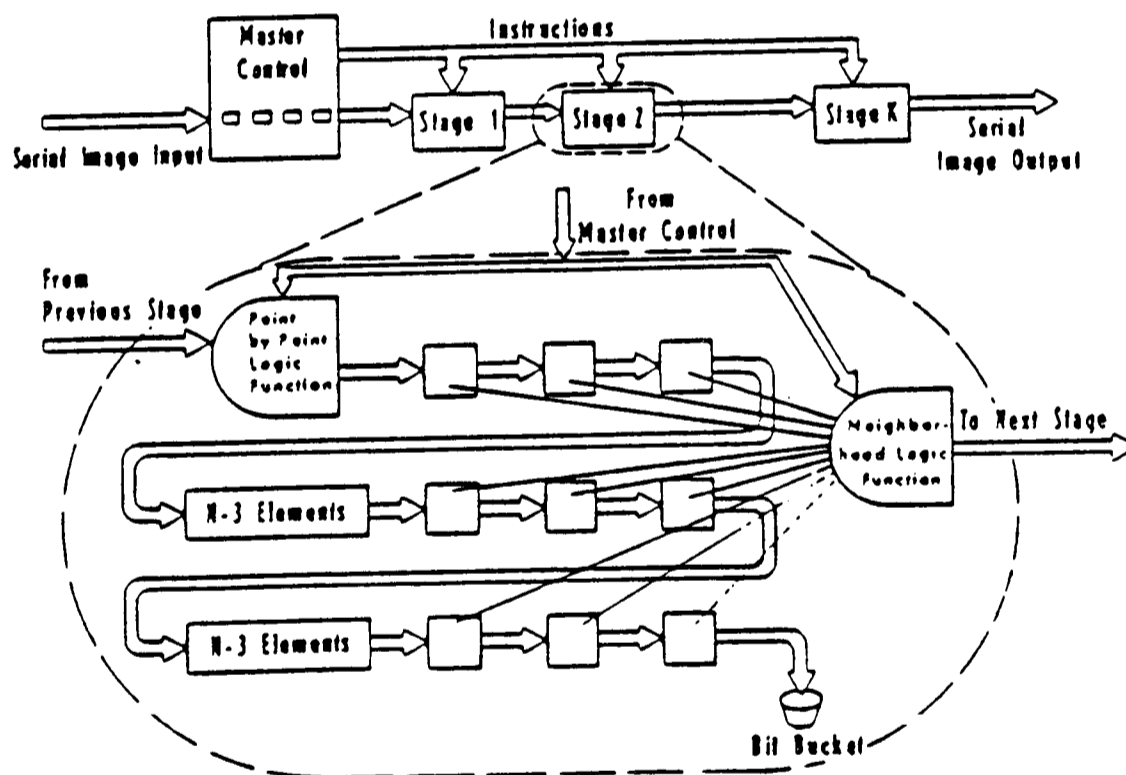 Master
Control
Instructions
Serial Image Input
Stage 1
Stage 2
Stage K
Serial
Image Output
From
Master Control
From
Previous Stage
Point
by Point
Logic
Function
Neighbor-
hood Logic
Function
To Next Stage
N-3 Elements
N-3 Elements
Bit Bucket